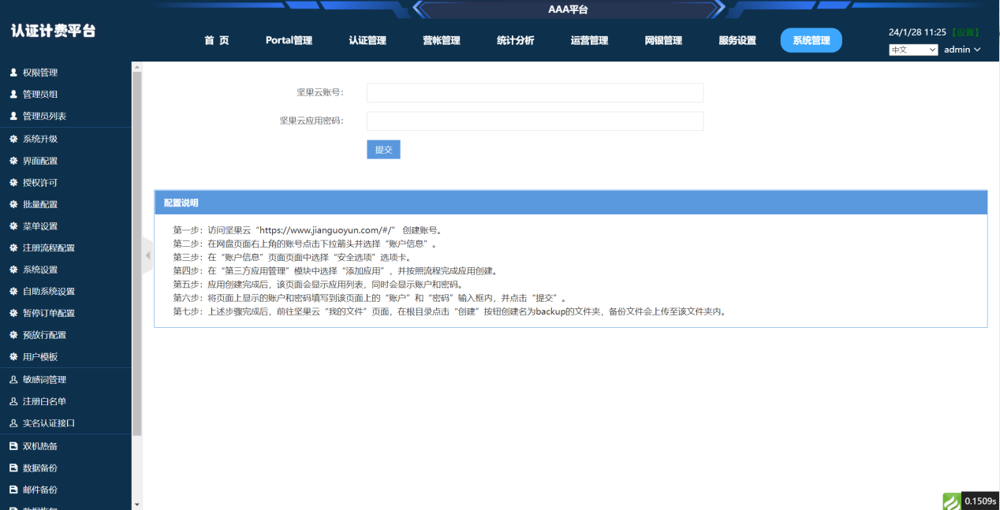 AAA平台
认证计费平台
首 页 Portal管理 认证管理 营帐管理 统计分析 运营管理 网银管理 服务设置 系统管理
24/1/28 11:25【设置】
中文 admin
权限管理
管理员组
管理员列表
系统升级
界面配置
授权许可
批量配置
菜单设置
注册流程配置
系统设置
自助系统设置
暂停订单配置
预放行配置
用户模板
敏感词管理
注册白名单
实名认证接口
双机热备
数据备份
邮件备份
坚果云账号：
坚果云应用密码：
提交
配置说明
第一步：访问坚果云“https://www.jianguoyun.com/#/” 创建账号。
第二步：在网盘页面右上角的账号点击下拉箭头并选择“账户信息”。
第三步：在“账户信息”页面页面中选择“安全选项”选项卡。
第四步：在“第三方应用管理”模块中选择“添加应用”，并按照流程完成应用创建。
第五步：应用创建完成后，该页面会显示应用列表，同时会显示账户和密码。
第六步：将页面上显示的账户和密码填写到该页面上的“账户”和“密码”输入框内，并点击“提交”。
第七步：上述步骤完成后，前往坚果云“我的文件”页面，在根目录点击“创建”按钮创建名为backup的文件夹，备份文件会上传至该文件夹内。
0.1509s